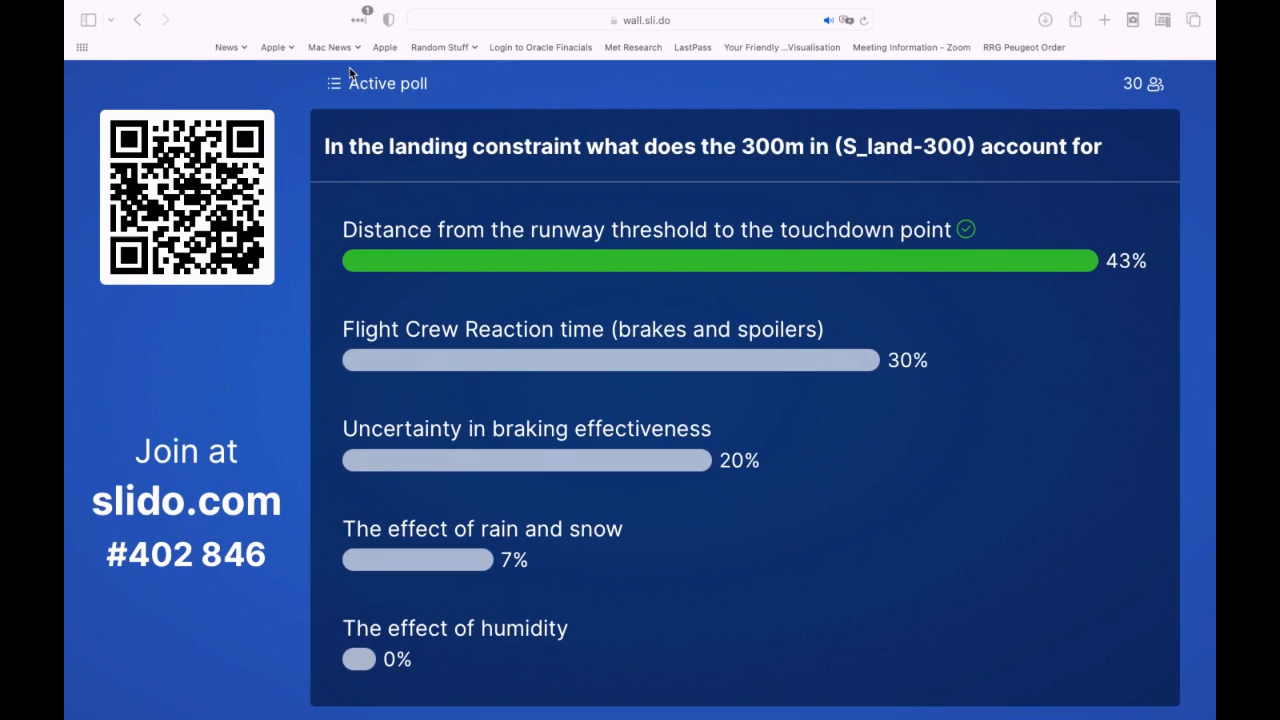 1
wall.sli.do
News Apple Mac News Apple Random Stuff Login to Oracle Finacials Met Research LastPass Your Friendly ...Visualisation Meeting Information - Zoom RRG Peugeot Order
Active poll
30
In the landing constraint what does the 300m in (S_land-300) account for
Distance from the runway threshold to the touchdown point
43%
Flight Crew Reaction time (brakes and spoilers)
30%
Uncertainty in braking effectiveness
20%
The effect of rain and snow
7%
The effect of humidity
0%
Join at
slido.com
#402 846